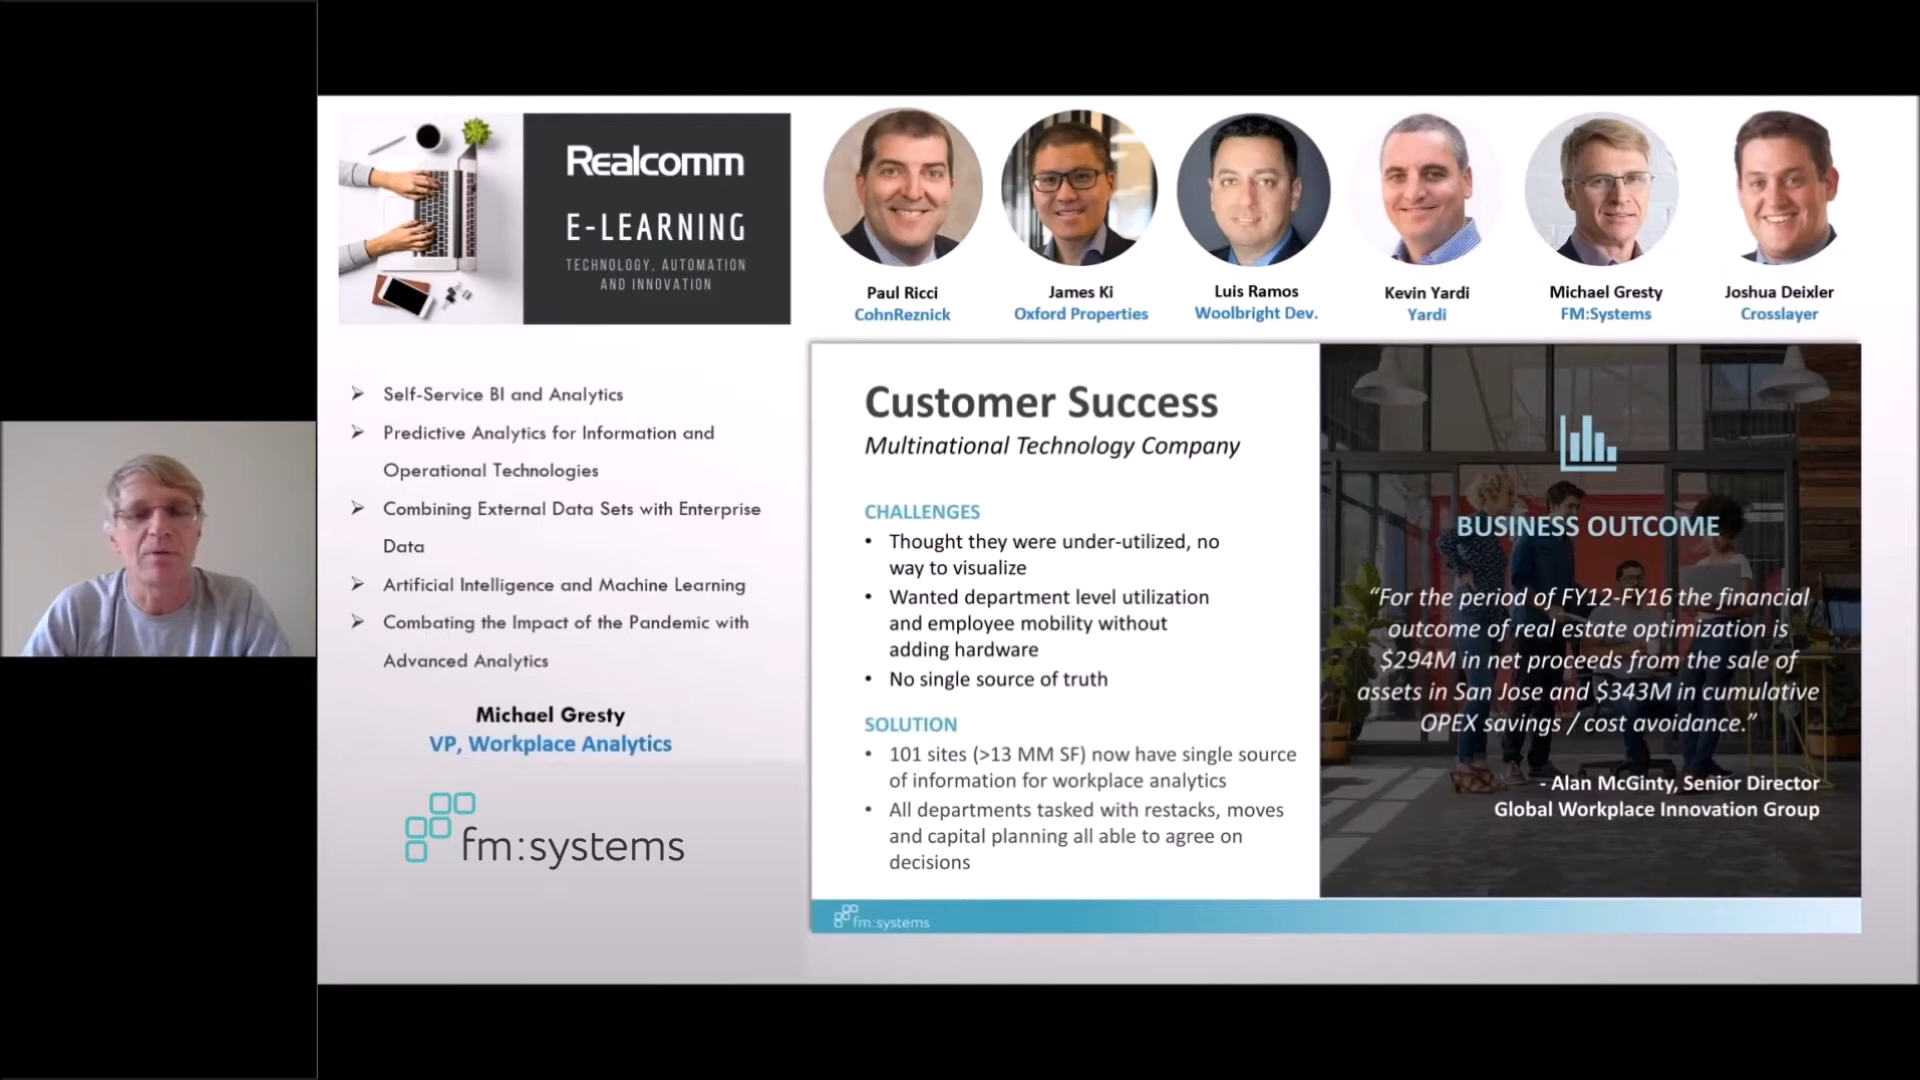 Realcomm
E-LEARNING
TECHNOLOGY, AUTOMATION
AND INNOVATION
Paul Ricci
CohnReznick
James Ki
Oxford Properties
Luis Ramos
Woolbright Dev.
Kevin Yardi
Yardi
Michael Gresty
FM:Systems
Joshua Deixler
Crosslayer
Self-Service BI and Analytics
Predictive Analytics for Information and
Operational Technologies
Combining External Data Sets with Enterprise
Data
Artificial Intelligence and Machine Learning
Combating the Impact of the Pandemic with
Advanced Analytics
Michael Gresty
VP, Workplace Analytics
fm:systems
Customer Success
Multinational Technology Company
CHALLENGES
• Thought they were under-utilized, no
way to visualize
• Wanted department level utilization
and employee mobility without
adding hardware
• No single source of truth
SOLUTION
• 101 sites (>13 MM SF) now have single source
of information for workplace analytics
• All departments tasked with restacks, moves
and capital planning all able to agree on
decisions
BUSINESS OUTCOME
“For the period of FY12-FY16 the financial
outcome of real estate optimization is
$294M in net proceeds from the sale of
assets in San Jose and $343M in cumulative
OPEX savings / cost avoidance.”
- Alan McGinty, Senior Director
Global Workplace Innovation Group
fm:systems